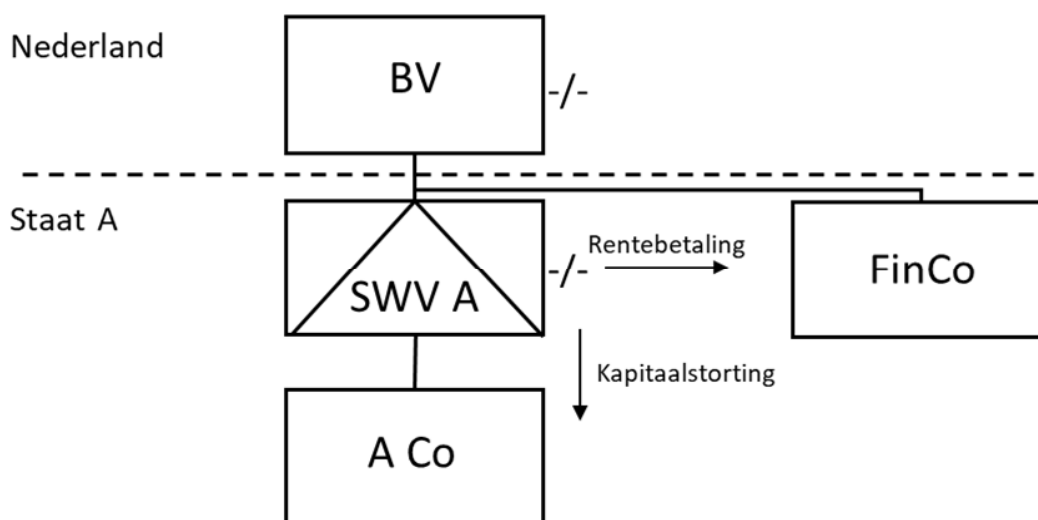 Nederland
BV
-/-
Staat A
SWV A
-/-
Rentebetaling
FinCo
Kapitaalstorting
A Co